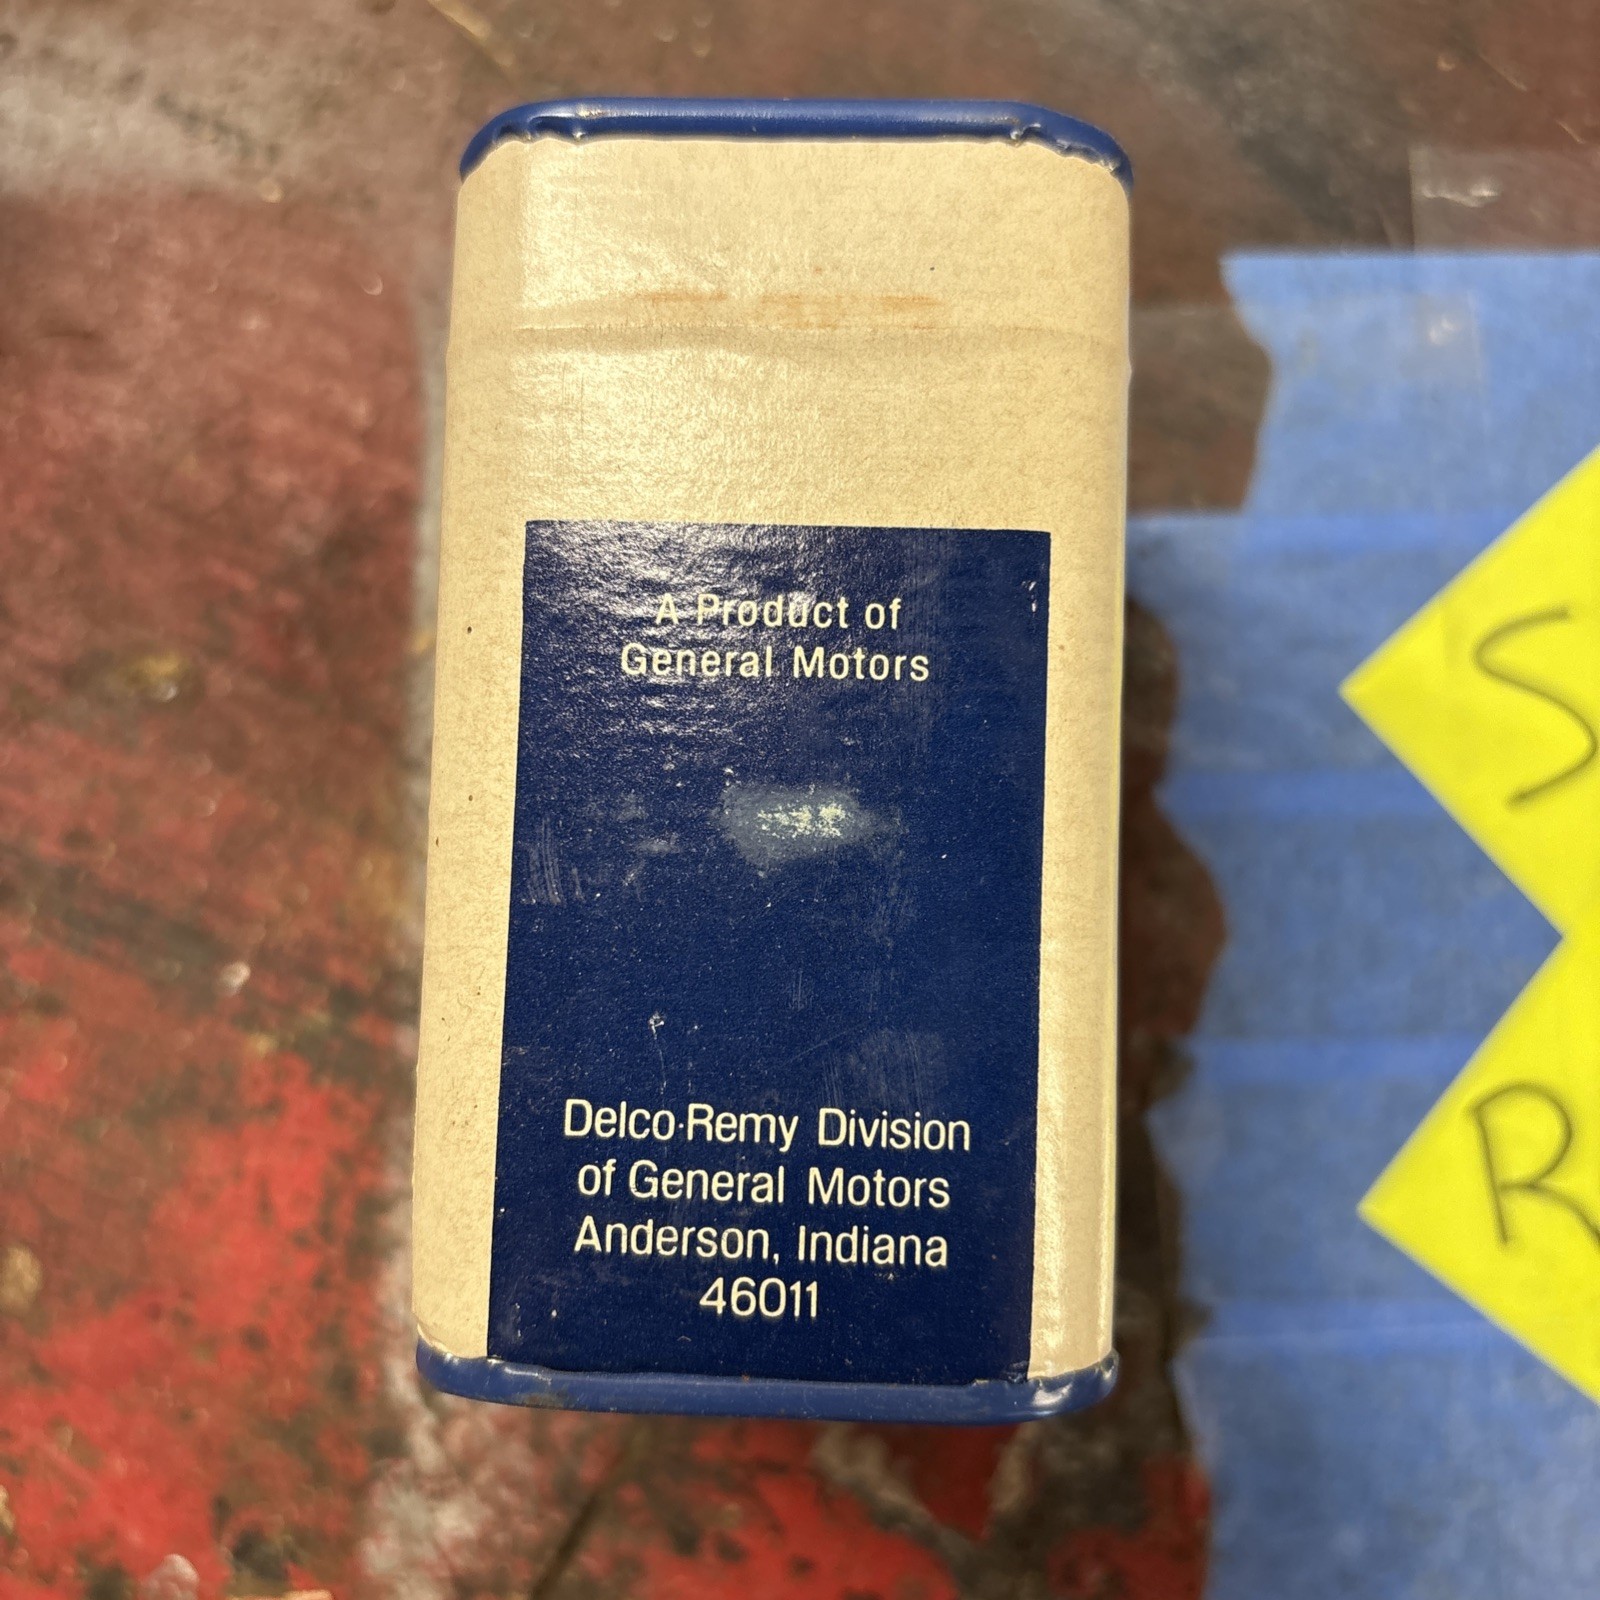 A Product of
General Motors
Delco·Remy Division
of General Motors
Anderson, Indiana
46011
S
R